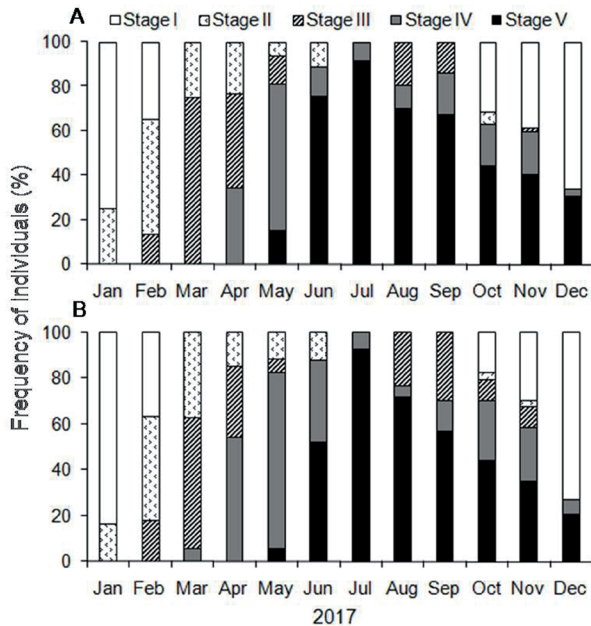 A Stage I Stage II Stage III Stage IV Stage V
100
80
60
40
20
0
Jan Feb Mar Apr May Jun Jul Aug Sep Oct Nov Dec
B
100
80
60
40
20
0
Jan Feb Mar Apr May Jun Jul Aug Sep Oct Nov Dec
2017
Frequency of Individuals (%)